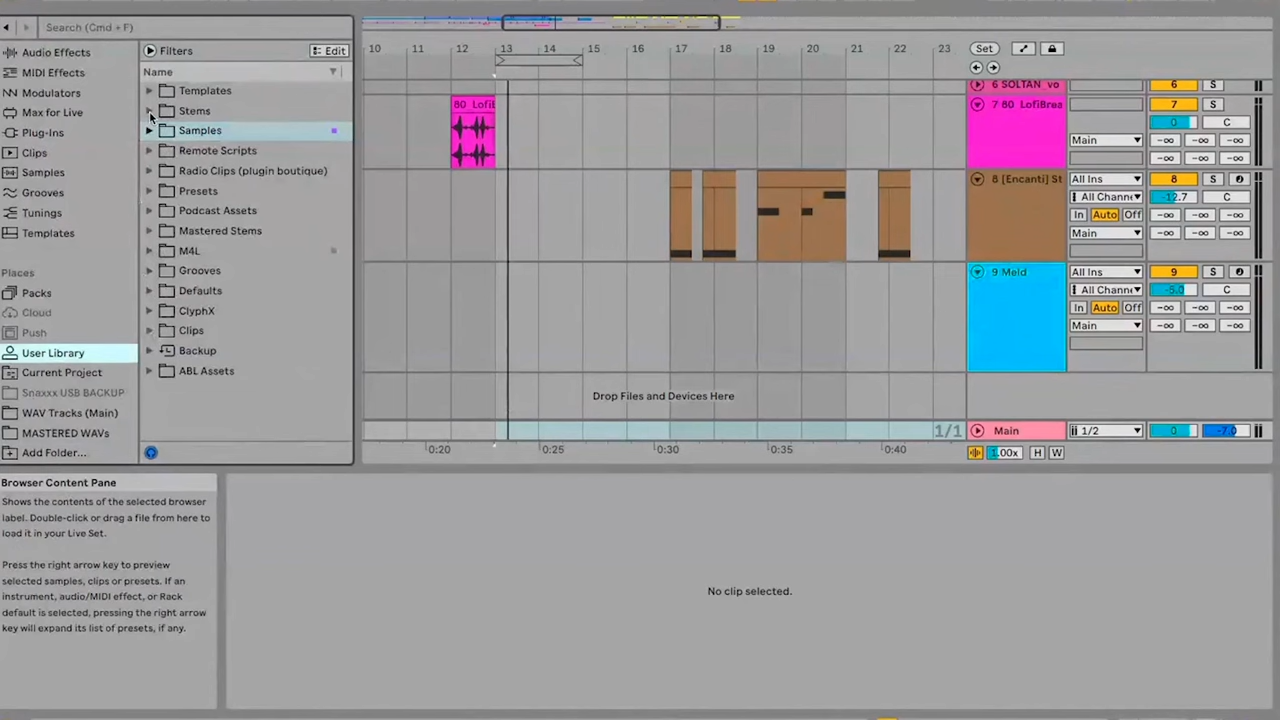 Search (Cmd + F)
Audio Effects
MIDI Effects
Modulators
Max for Live
Plug-Ins
Clips
Samples
Grooves
Tunings
Templates
Places
Packs
Cloud
Push
User Library
Current Project
Snaxxx USB BACKUP
WAV Tracks (Main)
MASTERED WAVs
Add Folder...
Filters
Edit
Name
Templates
Stems
Samples
Remote Scripts
Radio Clips (plugin boutique)
Presets
Podcast Assets
Mastered Stems
M4L
Grooves
Defaults
ClyphX
Clips
Backup
ABL Assets
10 11 12 13 14 15 16 17 18 19 20 21 22 23
Set
80 Lofi
6 SOLTAN_vo
6 S
7 80 LofiBrea
7 S
0 C
Main
-∞ -∞ -∞
8 [Encanti] St
All Ins
8 S
All Channe
-12.7 C
In Auto Off
-∞ -∞ -∞
Main
-∞ -∞ -∞
9 Meld
All Ins
9 S
All Channe
-5.0 C
In Auto Off
-∞ -∞ -∞
Main
-∞ -∞ -∞
Drop Files and Devices Here
1/1
Main
1/2
0 -7.0
0:20 0:25 0:30 0:35 0:40
1.00x H W
Browser Content Pane
Shows the contents of the selected browser
label. Double-click or drag a file from here to
load it in your Live Set.
Press the right arrow key to preview
selected samples, clips or presets. If an
instrument, audio/MIDI effect, or Rack
default is selected, pressing the right arrow
key will expand its list of presets, if any.
No clip selected.